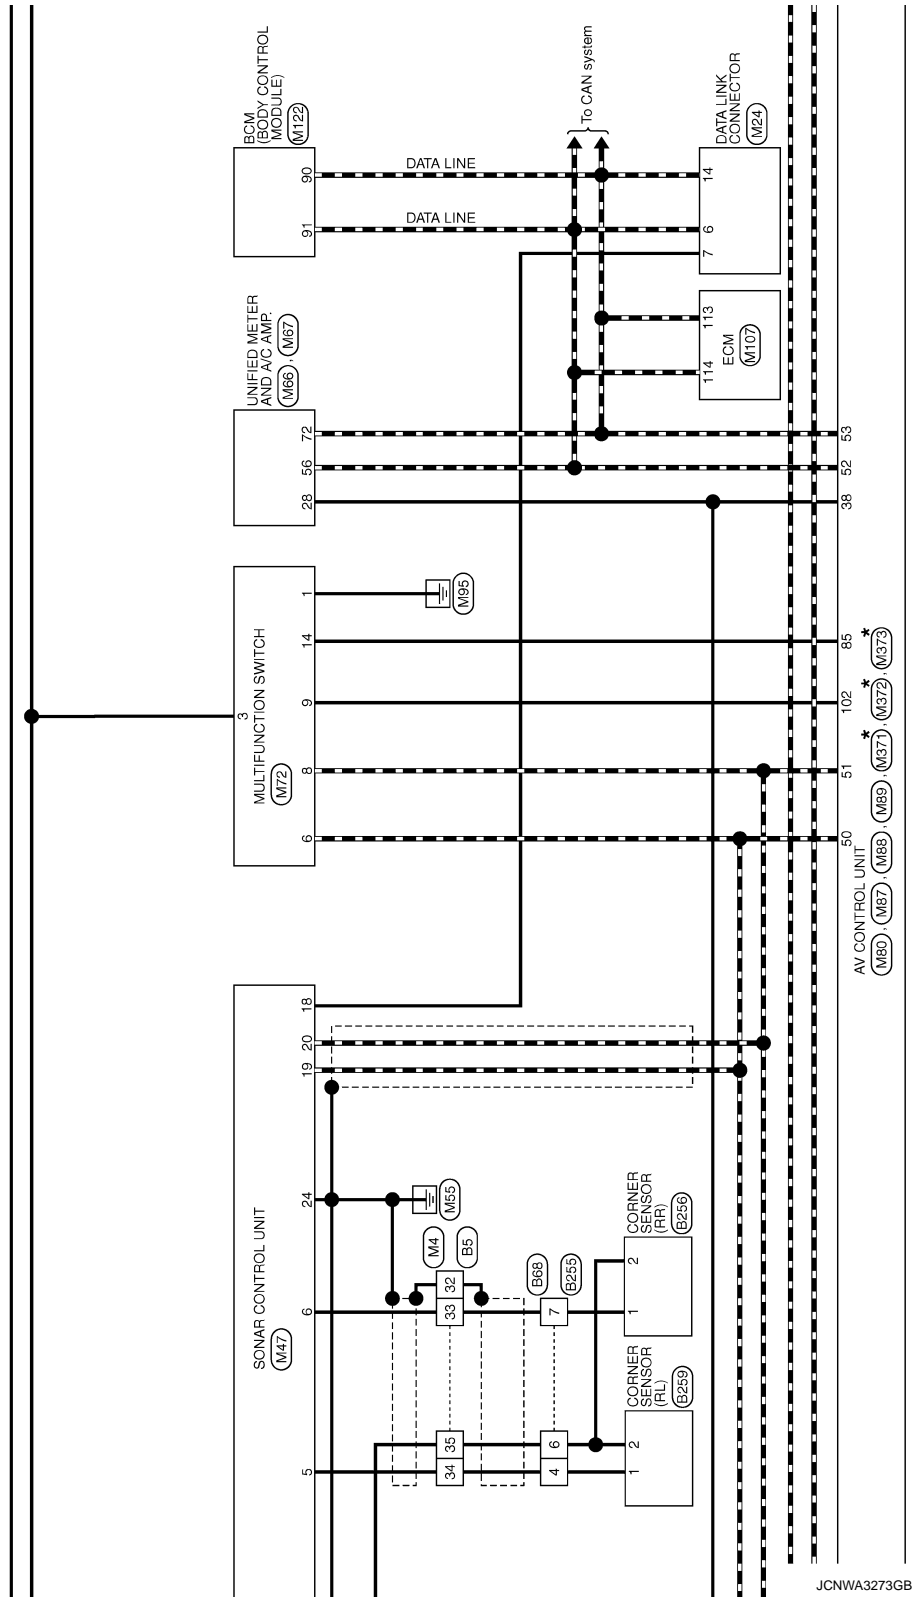 BCM
(BODY CONTROL
MODULE)
M122
90
91
DATA LINE
DATA LINE
To CAN system
DATA LINK
CONNECTOR
M24
14
6
7
UNIFIED METER
AND A/C AMP.
M66 , M67
72
56
28
113
114
ECM
M107
53
52
38
MULTIFUNCTION SWITCH
M72
3
1
14
9
8
6
M95
85
102
51
50
AV CONTROL UNIT
M80 , M87 , M88 , M89 , M371* , M372* , M373*
SONAR CONTROL UNIT
M47
18
20
19
24
6
5
M55
M4
B5
32
33
35
34
B68
B255
7
6
4
CORNER
SENSOR
(RR)
B256
2
1
CORNER
SENSOR
(RL)
B259
2
1
JCNWA3273GB